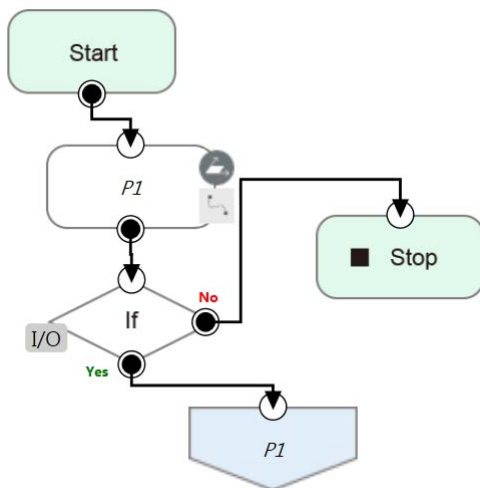 Start
P1
Stop
No
If
I/O
Yes
P1